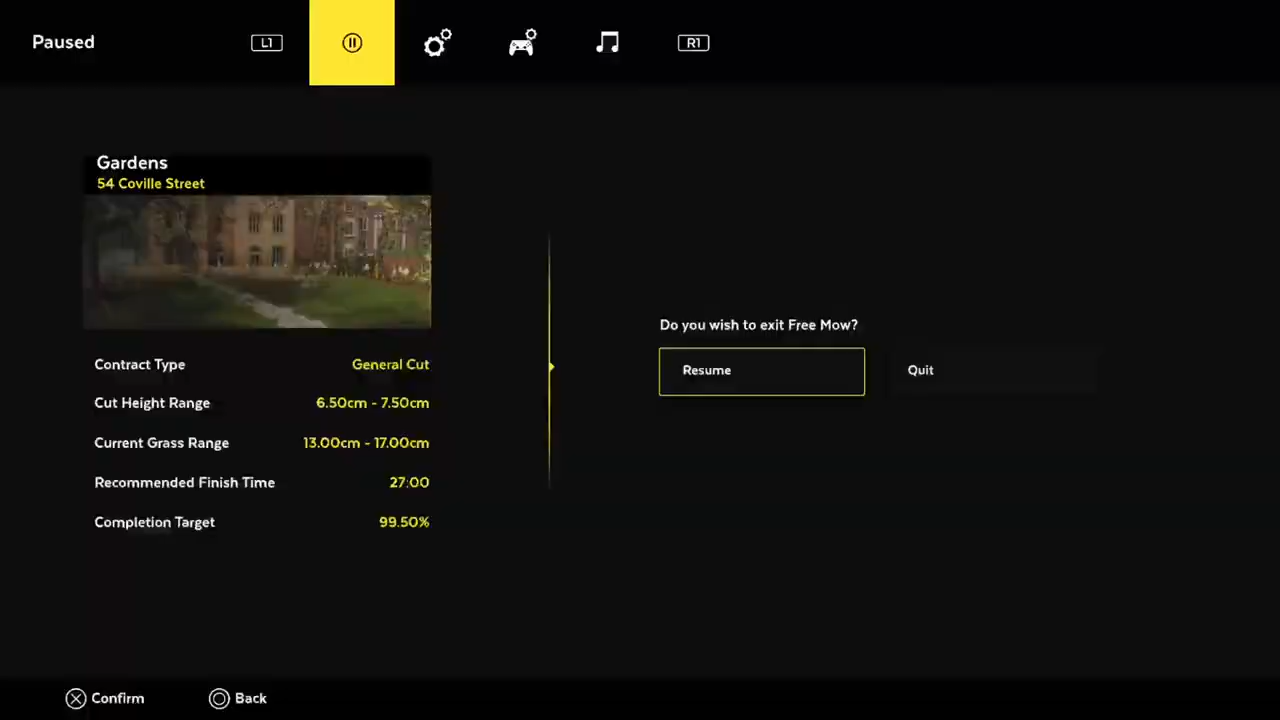 Paused
L1
R1
Gardens
54 Coville Street
Contract Type General Cut
Cut Height Range 6.50cm - 7.50cm
Current Grass Range 13.00cm - 17.00cm
Recommended Finish Time 27:00
Completion Target 99.50%
Do you wish to exit Free Mow?
Resume Quit
Confirm Back